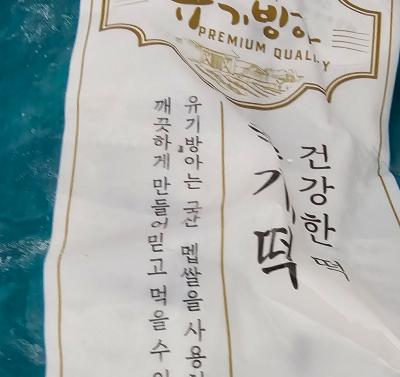 유기방아
PREMIUM QUALITY
건강한 떡
기떡
유기방아는 국산 멥쌀을 사용
깨끗하게 만들어믿고 먹을 수